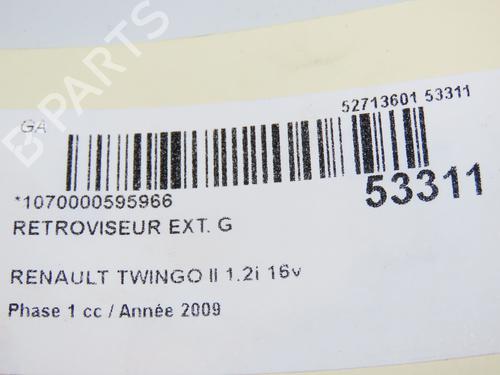 B-PARTS
GA
52713601 53311
*1070000595966
53311
RETROVISEUR EXT. G
RENAULT TWINGO II 1.2i 16v
Phase 1 cc / Année 2009